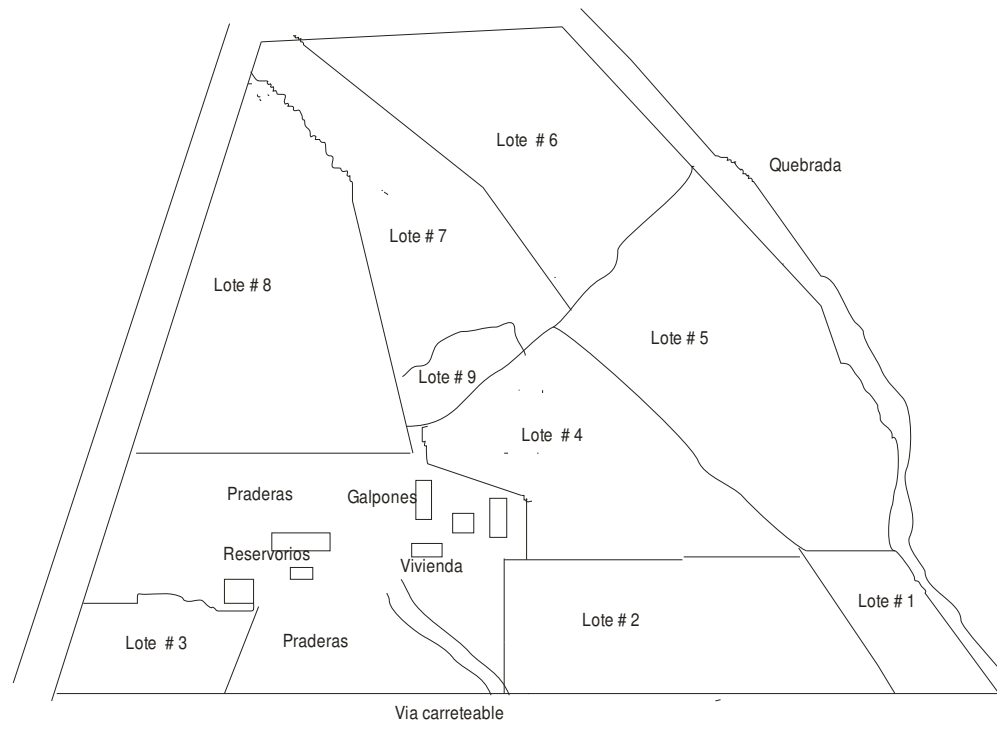 Lote # 6
Quebrada
Lote # 7
Lote # 8
Lote # 5
Lote # 9
Lote # 4
Praderas
Galpones
Reservorios
Vivienda
Lote # 1
Lote # 2
Lote # 3
Praderas
Via carreteable